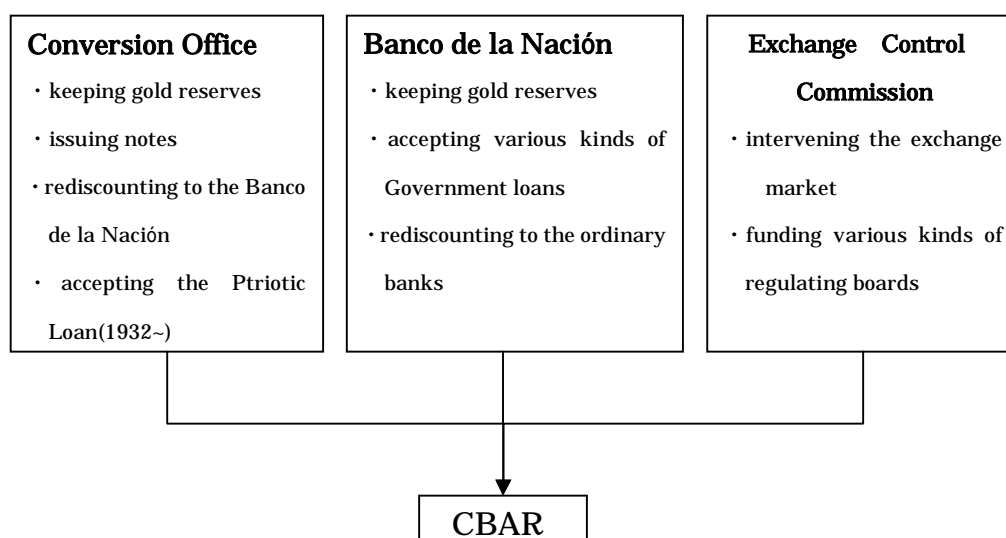 Conversion Office
・keeping gold reserves
・issuing notes
・rediscounting to the Banco
de la Nación
・ accepting the Ptriotic
Loan(1932~)
Banco de la Nación
・keeping gold reserves
・accepting various kinds of
Government loans
・rediscounting to the ordinary
banks
Exchange Control
Commission
・intervening the exchange
market
・funding various kinds of
regulating boards
CBAR